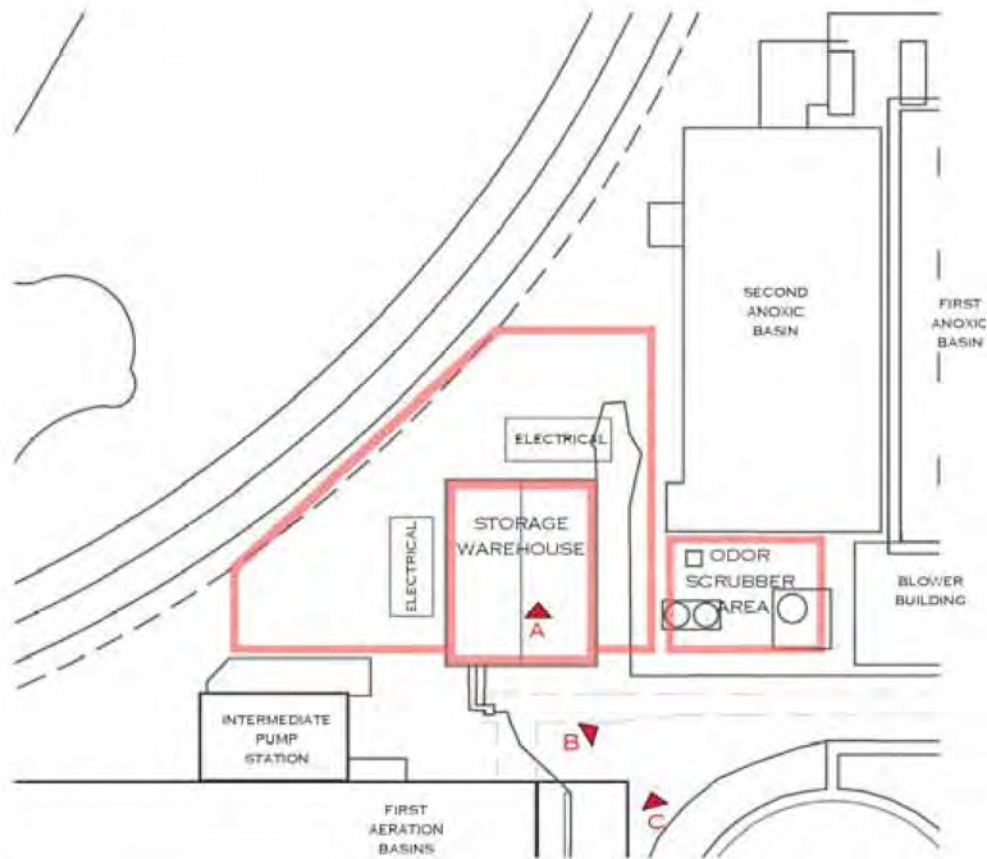 SECOND
ANOXIC
BASIN
FIRST
ANOXIC
BASIN
ELECTRICAL
STORAGE
WAREHOUSE
ELECTRICAL
ODOR
SCRUBBER
AREA
BLOWER
BUILDING
A
INTERMEDIATE
PUMP
STATION
B
C
FIRST
AERATION
BASINS